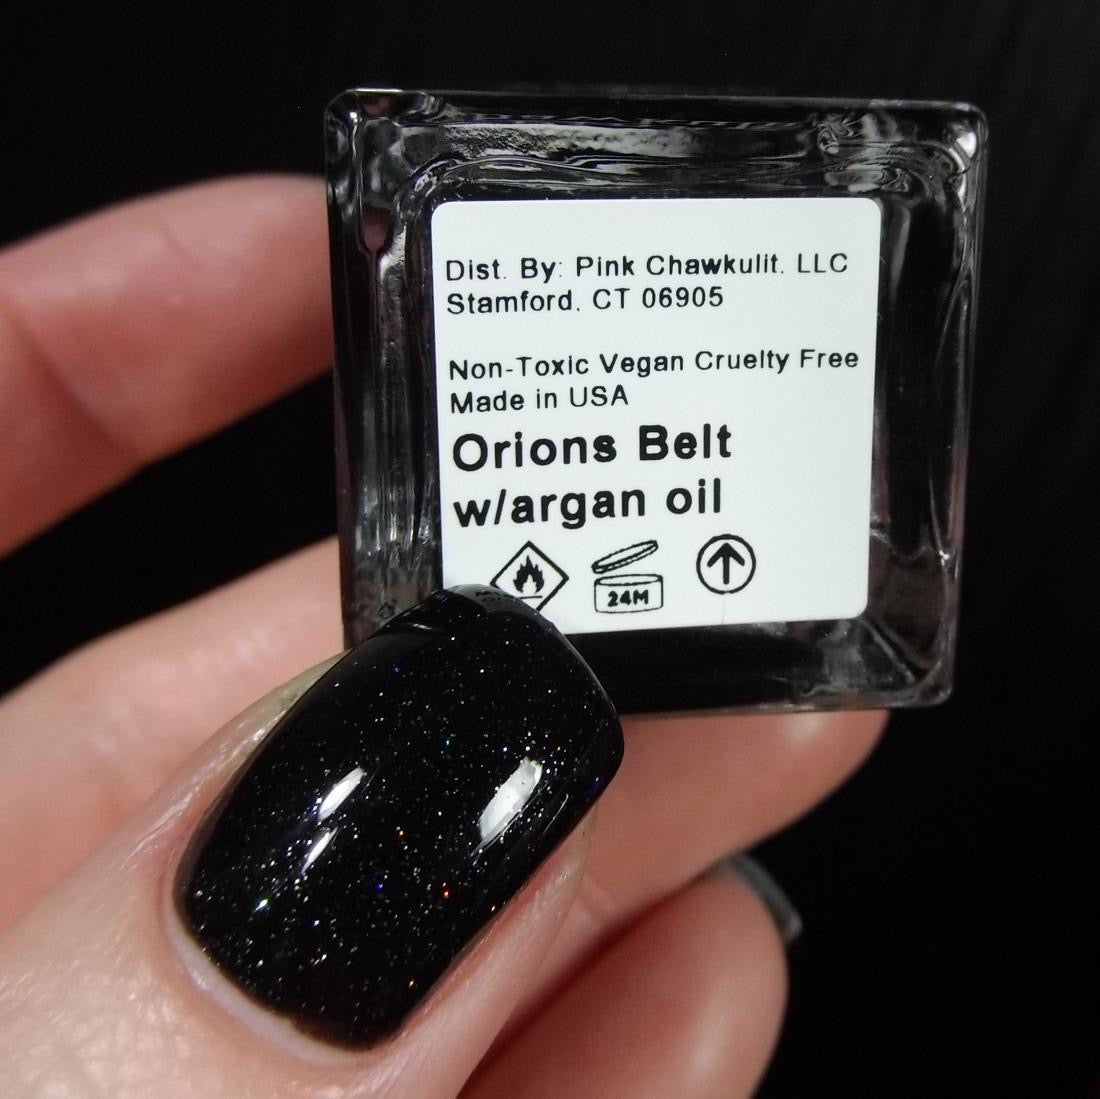 Dist. By: Pink Chawkulit, LLC
Stamford, CT 06905
Non-Toxic Vegan Cruelty Free
Made in USA
Orions Belt
w/argan oil
24M